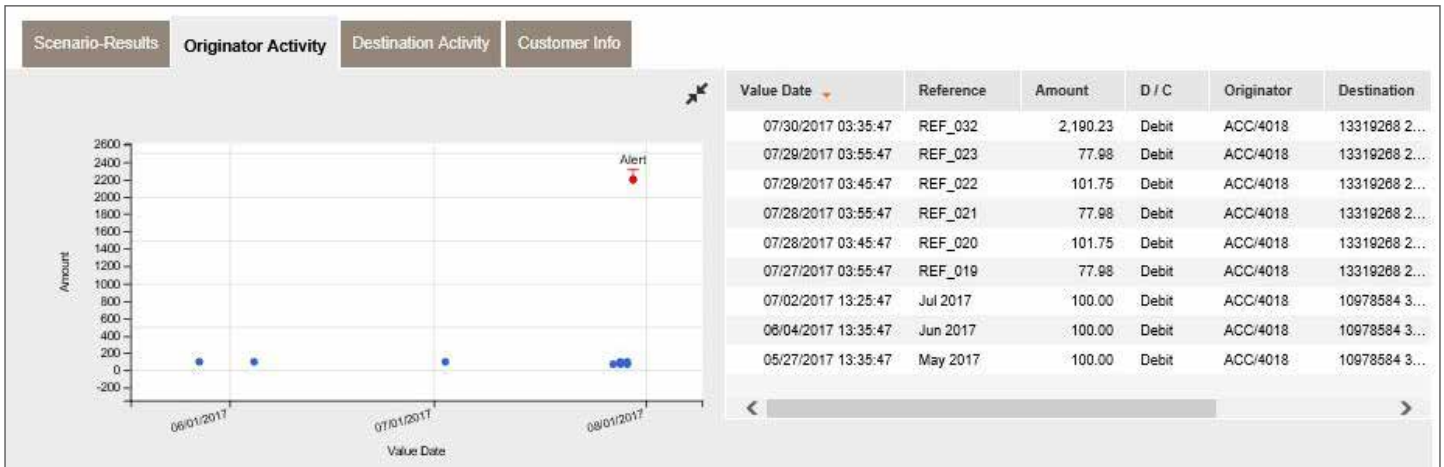 Scenario-Results Originator Activity Destination Activity Customer Info
Alert
2600
2400
2200
2000
1800
1600
1400
1200
1000
800
600
400
200
0
-200
Amount
06/01/2017 07/01/2017 08/01/2017
Value Date
Value Date Reference Amount D / C Originator Destination
07/30/2017 03:35:47 REF_032 2,190.23 Debit ACC/4018 13319268 2...
07/29/2017 03:55:47 REF_023 77.98 Debit ACC/4018 13319268 2...
07/29/2017 03:45:47 REF_022 101.75 Debit ACC/4018 13319268 2...
07/28/2017 03:55:47 REF_021 77.98 Debit ACC/4018 13319268 2...
07/28/2017 03:45:47 REF_020 101.75 Debit ACC/4018 13319268 2...
07/27/2017 03:55:47 REF_019 77.98 Debit ACC/4018 13319268 2...
07/02/2017 13:25:47 Jul 2017 100.00 Debit ACC/4018 10978584 3...
06/04/2017 13:35:47 Jun 2017 100.00 Debit ACC/4018 10978584 3...
05/27/2017 13:35:47 May 2017 100.00 Debit ACC/4018 10978584 3...